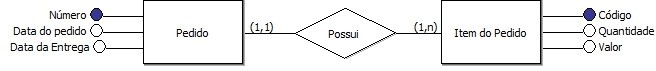 Número
Data do pedido
Data da Entrega
Pedido
(1,1)
Possui
(1,n)
Item do Pedido
Código
Quantidade
Valor